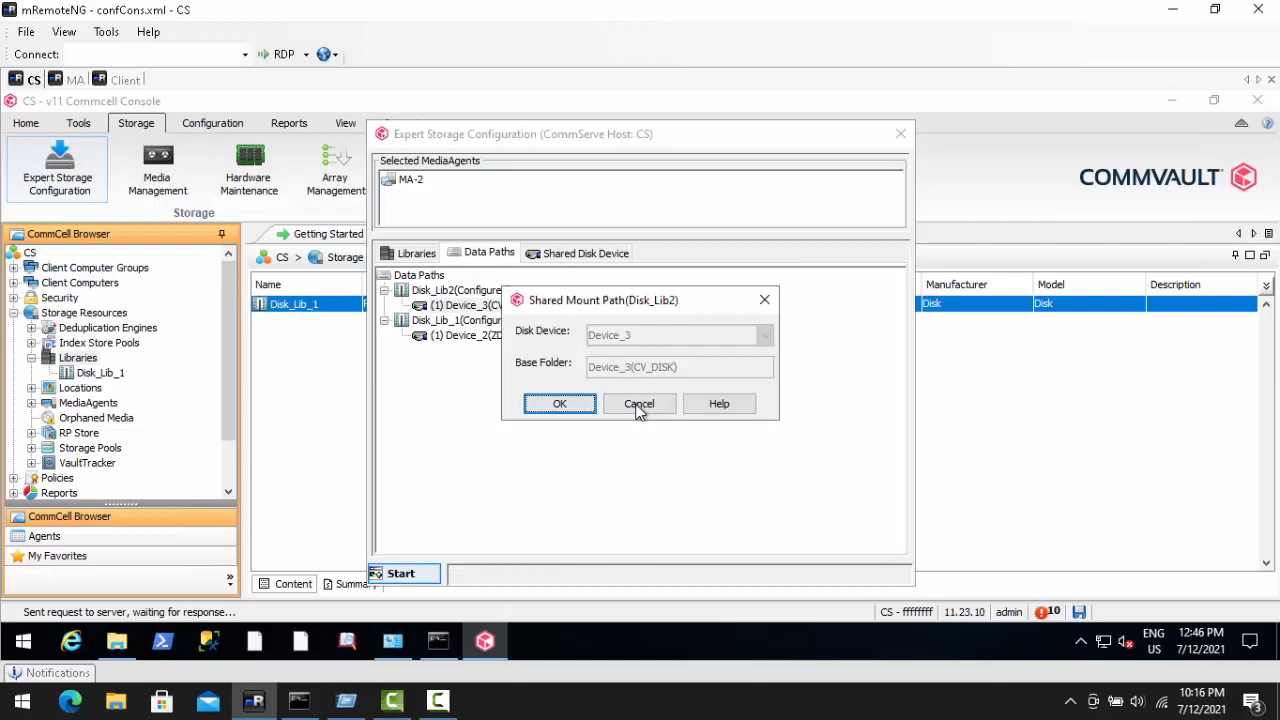 mRemoteNG - confCons.xml - CS
File View Tools Help
Connect: RDP
CS MA Client
CS - v11 Commcell Console
Home Tools Storage Configuration Reports View
Expert Storage Configuration
Media Management
Hardware Maintenance
Array Management
Storage
COMMVAULT
CommCell Browser
CS
Client Computer Groups
Client Computers
Security
Storage Resources
Deduplication Engines
Index Store Pools
Libraries
Disk_Lib_1
Locations
MediaAgents
Orphaned Media
RP Store
Storage Pools
VaultTracker
Policies
Reports
CommCell Browser
Agents
My Favorites
Getting Started
CS > Storage
Name Manufacturer Model Description
Disk_Lib_1 Disk Disk
Content Summ
Expert Storage Configuration (CommServe Host: CS)
Selected MediaAgents
MA-2
Libraries Data Paths Shared Disk Device
Data Paths
Disk_Lib2(Configure
(1) Device_3(CV
Disk_Lib_1(Configur
(1) Device_2(ZD
Start
Shared Mount Path(Disk_Lib2)
Disk Device: Device_3
Base Folder: Device_3(CV_DISK)
OK Cancel Help
Sent request to server, waiting for response... CS - ffffffff 11.23.10 admin 10
ENG US 12:46 PM 7/12/2021
Notifications
10:16 PM 7/12/2021 3